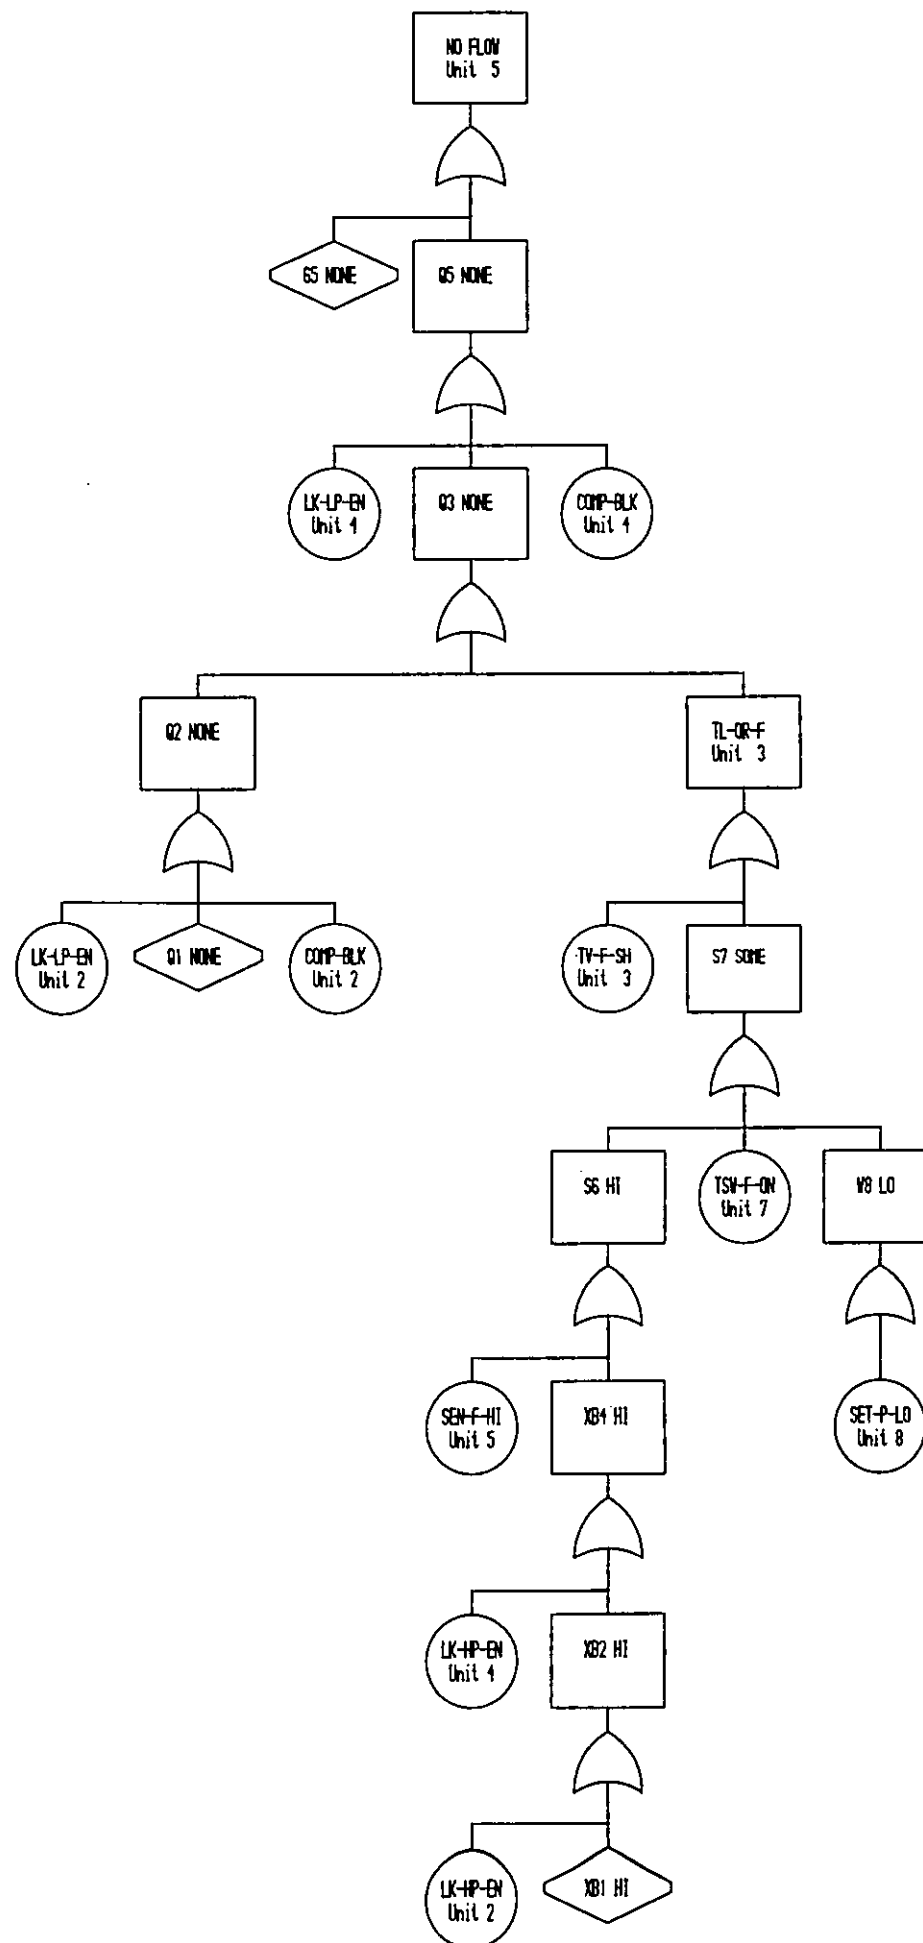 NO FLOW
Unit 5
G5 NONE
Q5 NONE
LK-LP-EN
Unit 4
Q3 NONE
COMP-BLK
Unit 4
Q2 NONE
TL-OR-F
Unit 3
LK-LP-EN
Unit 2
Q1 NONE
COMP-BLK
Unit 2
TV-F-SH
Unit 3
S7 SOME
S6 HI
TSW-F-ON
Unit 7
V8 LO
SEN-F-HI
Unit 5
XB4 HI
SET-P-LO
Unit 8
LK-HP-EN
Unit 4
XB2 HI
LK-HP-EN
Unit 2
XB1 HI